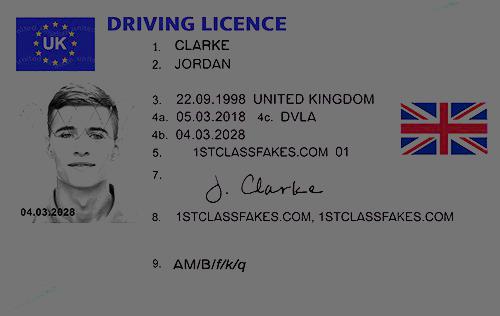 DRIVING LICENCE
UK
1. CLARKE
2. JORDAN
3. 22.09.1998 UNITED KINGDOM
4a. 05.03.2018 4c. DVLA
4b. 04.03.2028
5. 1STCLASSFAKES.COM 01
7. J. Clarke
04.03.2028
8. 1STCLASSFAKES.COM, 1STCLASSFAKES.COM
9. AM/B/f/k/q